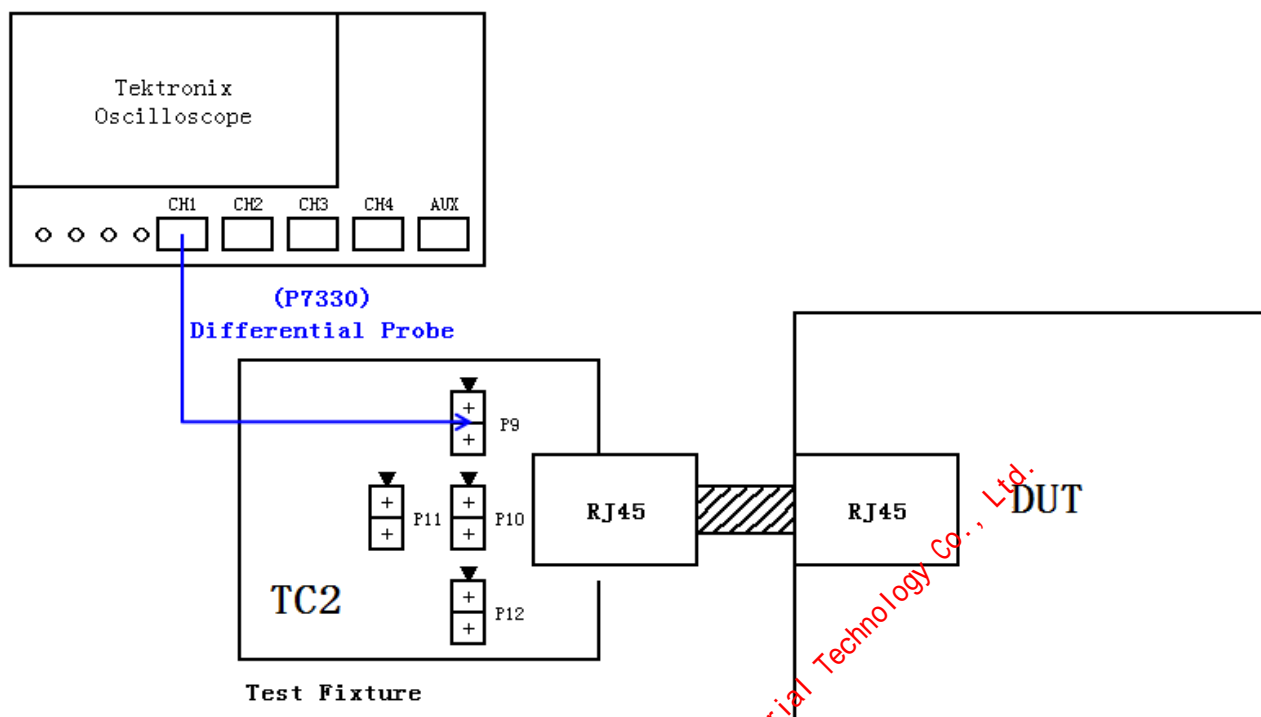 Tektronix
Oscilloscope
CH1 CH2 CH3 CH4 AUX
(P7330)
Differential Probe
+
P9
+
+ +
P11 P10
+ +
RJ45
RJ45
DUT
TC2
+
P12
+
Test Fixture
rial Technology Co., Ltd.